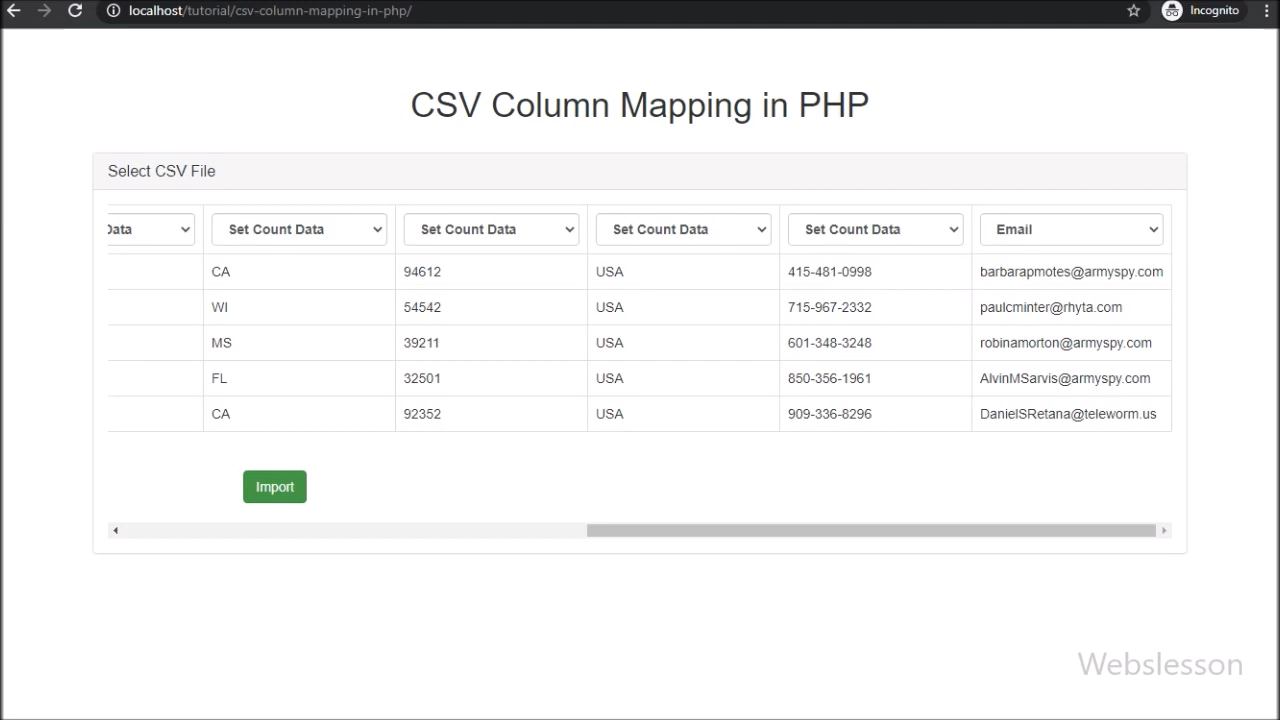 localhost/tutorial/csv-column-mapping-in-php/ Incognito
CSV Column Mapping in PHP
Select CSV File
Data Set Count Data Set Count Data Set Count Data Set Count Data Email
CA 94612 USA 415-481-0998 barbarapmotes@armyspy.com
WI 54542 USA 715-967-2332 paulcminter@rhyta.com
MS 39211 USA 601-348-3248 robinamorton@armyspy.com
FL 32501 USA 850-356-1961 AlvinMSarvis@armyspy.com
CA 92352 USA 909-336-8296 DanielSRetana@teleworm.us
Import
Webslesson